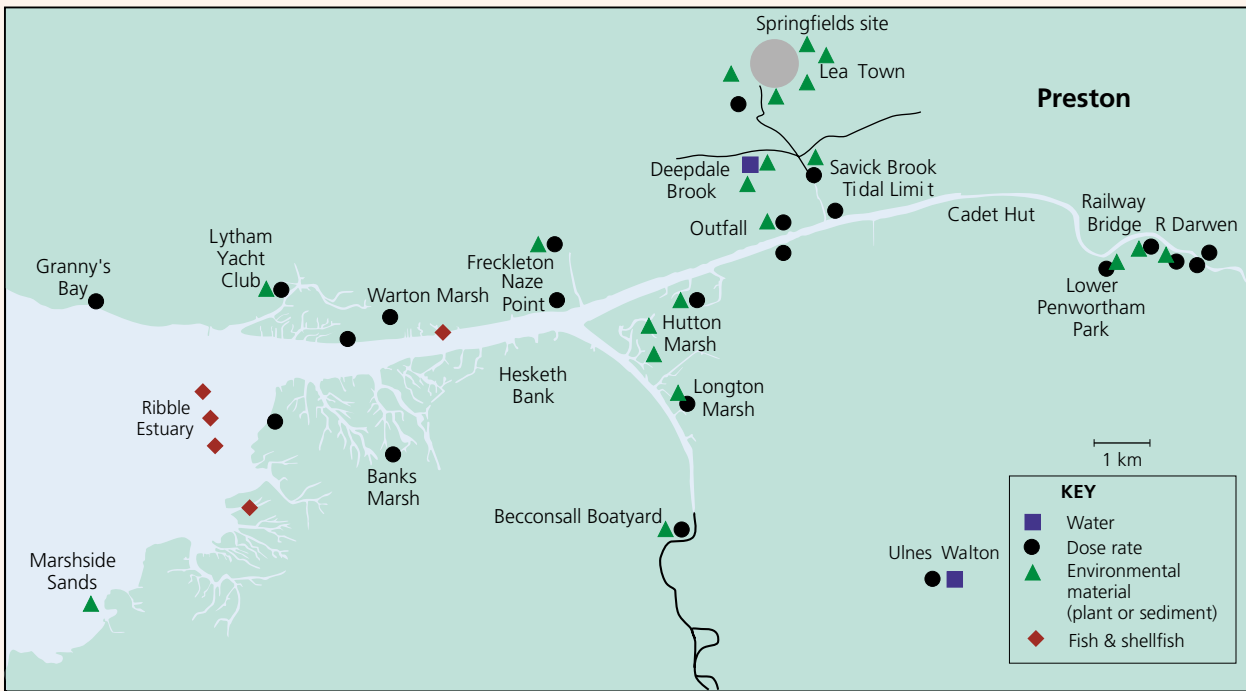 Springfields site
Lea Town
Preston
Deepdale
Brook
Savick Brook
Tidal Limit
Cadet Hut
Railway
Bridge
R Darwen
Outfall
Lytham
Yacht
Club
Granny's
Bay
Freckleton
Naze
Point
Warton Marsh
Lower
Penwortham
Park
Hutton
Marsh
Hesketh
Bank
Longton
Marsh
Ribble
Estuary
Banks
Marsh
1 km
Becconsall Boatyard
Marshside
Sands
Ulnes Walton
KEY
Water
Dose rate
Environmental
material
(plant or sediment)
Fish & shellfish